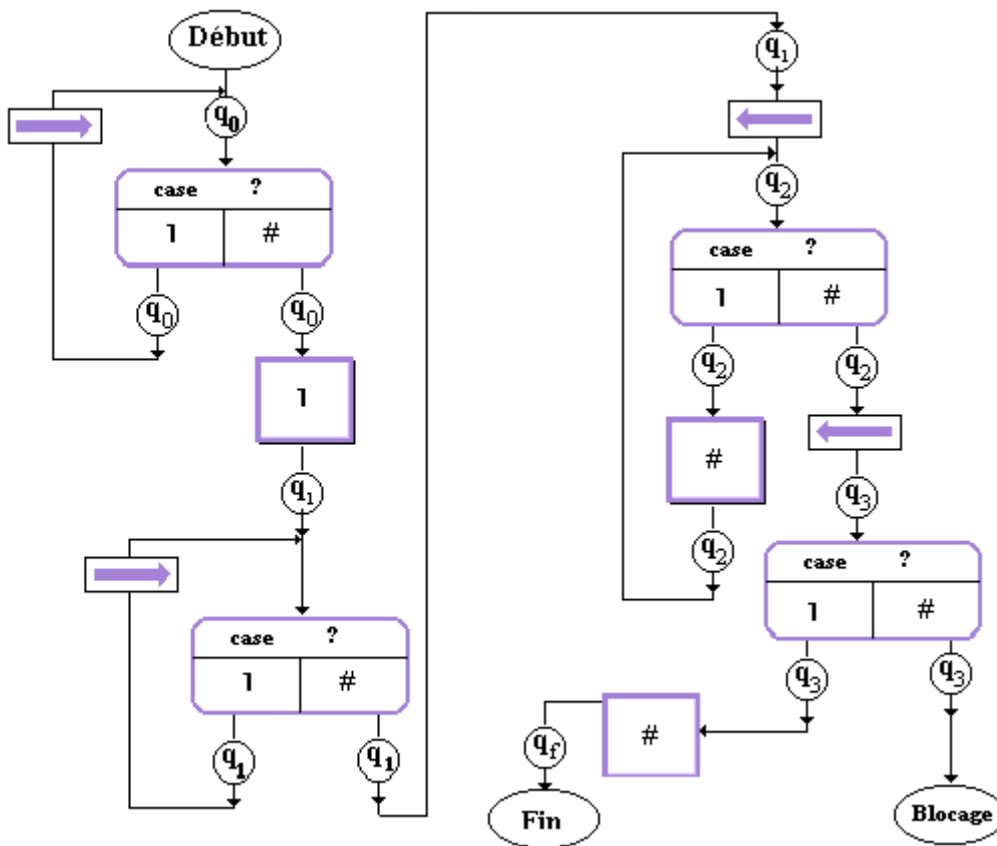 Début
q0
case ?
1 #
q0 q0
1
q1
case ?
1 #
q1 q1
q1
q2
case ?
1 #
q2 q2
#
q3
q2
case ?
1 #
q3 q3
#
qf
Fin
Blocage